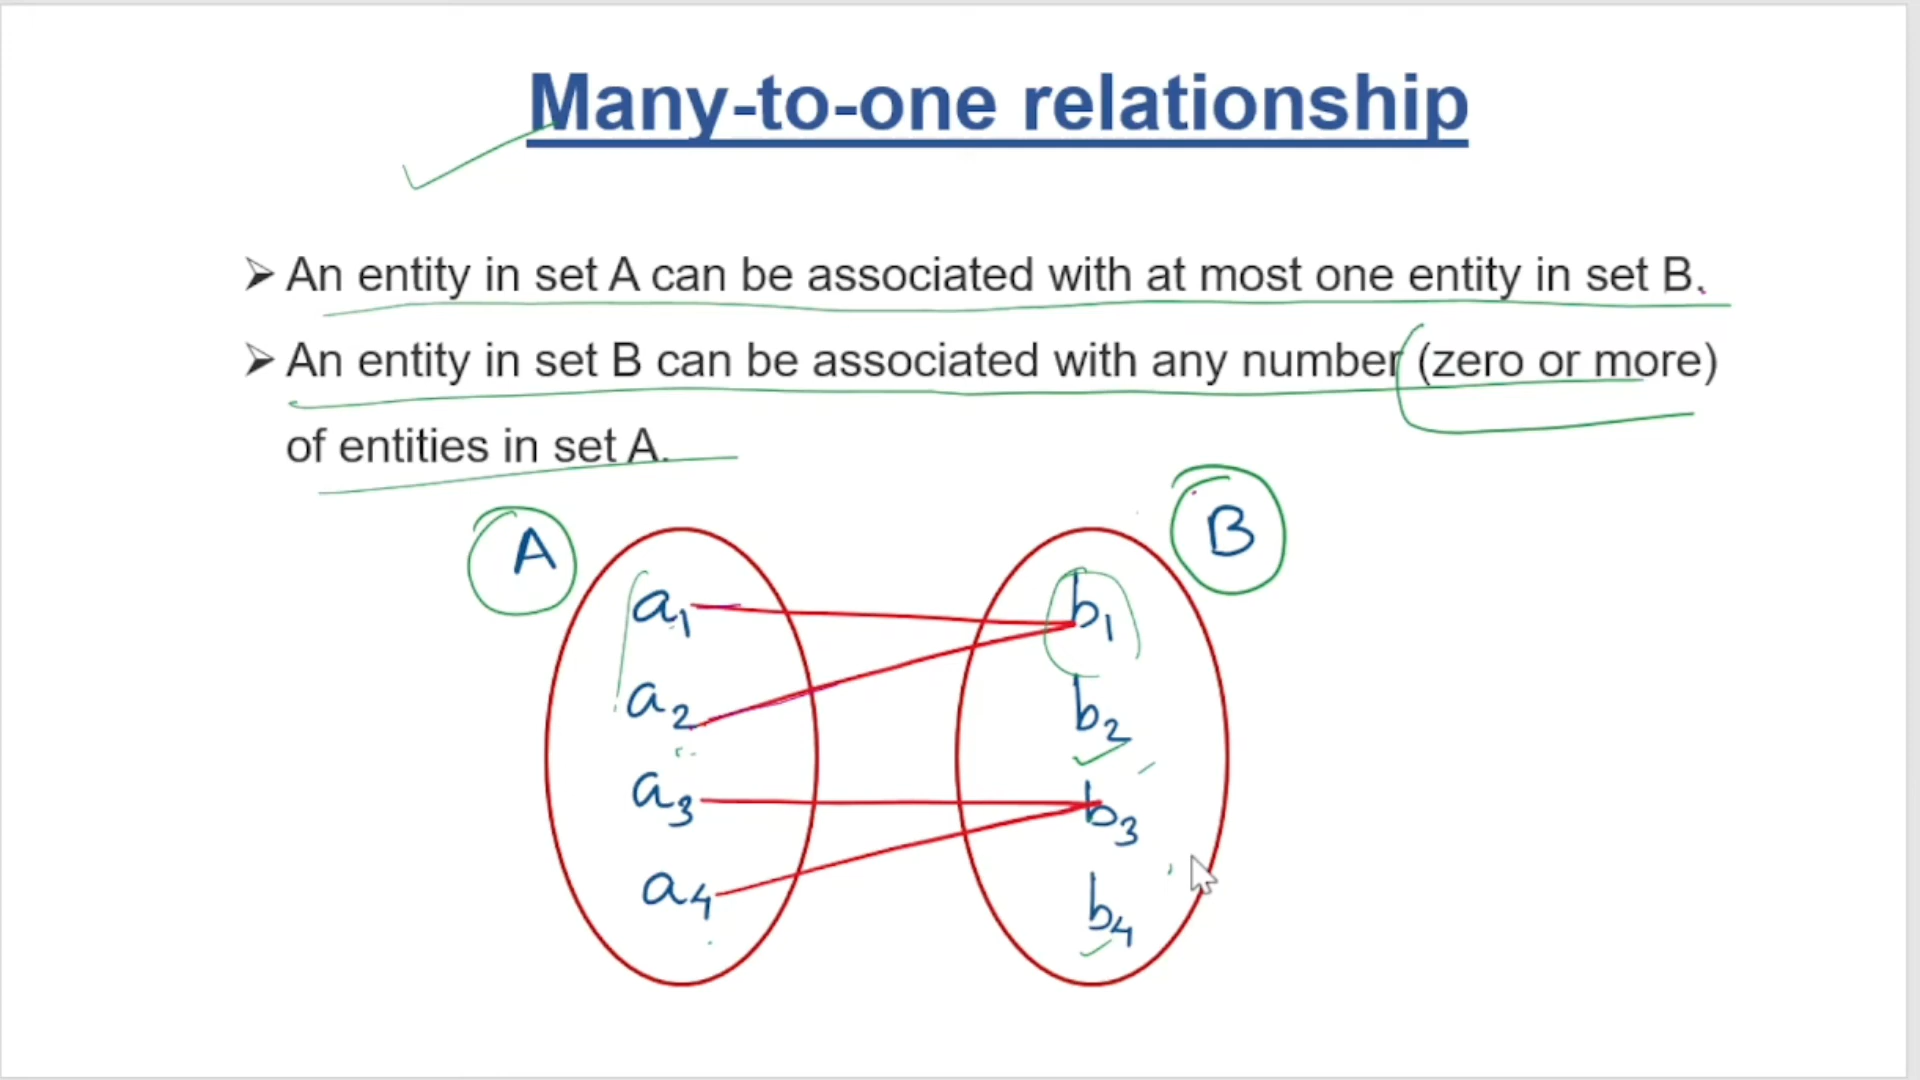 Many-to-one relationship
➢ An entity in set A can be associated with at most one entity in set B.
➢ An entity in set B can be associated with any number (zero or more)
of entities in set A.
A B
a1 b1
a2 b2
a3 b3
a4 b4